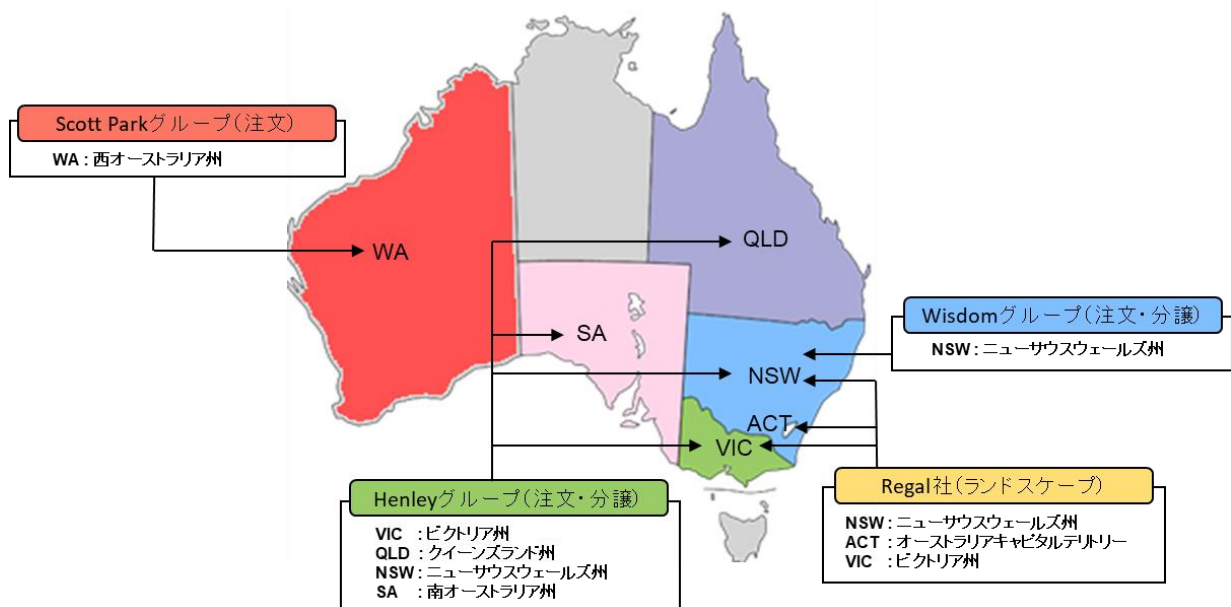 Scott Parkグループ(注文)
WA : 西オーストラリア州
WA
QLD
SA
NSW
ACT
VIC
Wisdomグループ(注文・分譲)
NSW : ニューサウスウェールズ州
Henleyグループ(注文・分譲)
VIC : ビクトリア州
QLD : クイーンズランド州
NSW : ニューサウスウェールズ州
SA : 南オーストラリア州
Regal社(ランドスケープ)
NSW : ニューサウスウェールズ州
ACT : オーストラリアキャピタルテリトリー
VIC : ビクトリア州